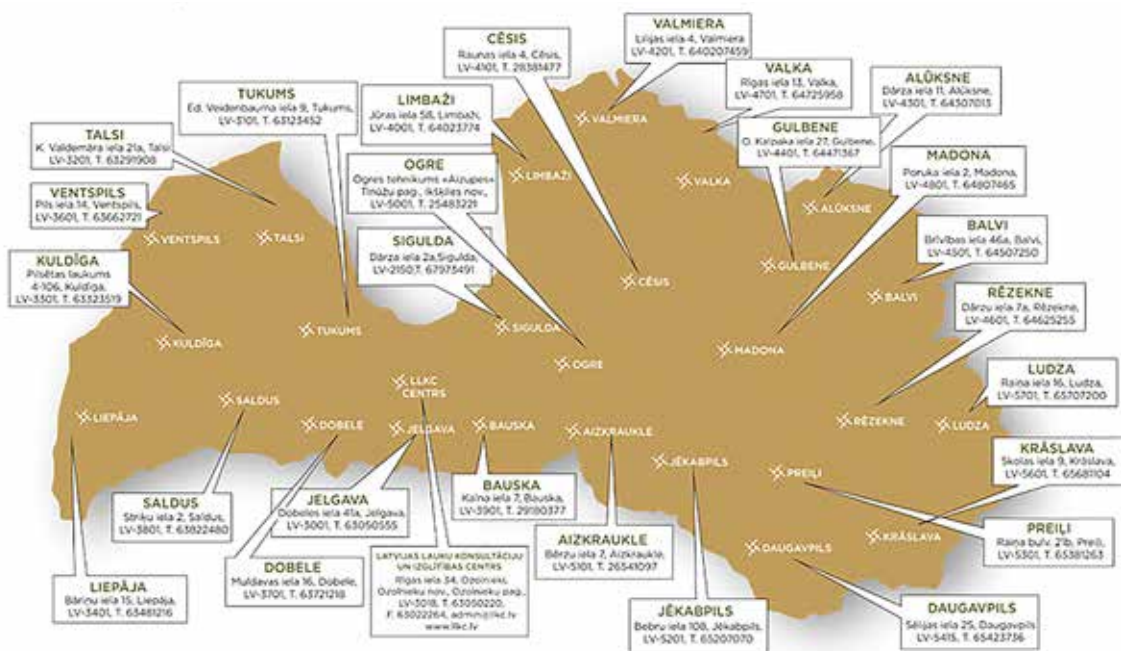 VALMIERA
Lilijas iela 4, Valmiera
LV-4201, T. 640207459
CĒSIS
Raunas iela 4, Cēsis,
LV-4101, T. 28381477
VALKA
Rīgas iela 13, Valka,
LV-4701, T. 64725958
ALŪKSNE
Dārza iela 11, Alūksne,
LV-4301, T. 64307013
TUKUMS
Ed. Veidenbauma iela 9, Tukums,
LV-3101, T. 63123452
LIMBAŽI
Jūras iela 58, Limbaži,
LV-4001, T. 64023774
GULBENE
O. Kalpaka iela 27, Gulbene,
LV-4401, T. 64471367
TALSI
K. Valdemāra iela 21a, Talsi
LV-3201, T. 63291908
OGRE
Ogres tehnikums «Aizupes»
Tīnūžu pag., Ikšķiles nov.,
LV-5001, T. 25483221
MADONA
Poruka iela 2, Madona,
LV-4801, T. 64807465
VENTSPILS
Pils iela 14, Ventspils,
LV-3601, T. 63662721
SIGULDA
Dārza iela 2a,Sigulda,
LV-2150,T. 67973491
BALVI
Brīvības iela 46a, Balvi,
LV-4501, T. 64507250
KULDĪGA
Pilsētas laukums
4-106, Kuldīga,
LV-3301, T. 63323519
RĒZEKNE
Dārzu iela 7a, Rēzekne,
LV-4601, T. 64625255
LUDZA
Raiņa iela 16, Ludza,
LV-5701, T. 65707200
VALMIERA
LIMBAŽI
VALKA
ALŪKSNE
VENTSPILS
TALSI
GULBENE
CĒSIS
BALVI
TUKUMS
SIGULDA
KULDĪGA
MADONA
OGRE
LLKC
CENTRS
SALDUS
LIEPĀJA
DOBELE
JELGAVA
BAUSKA
AIZKRAUKLE
RĒZEKNE
LUDZA
JĒKABPILS
PREIĻI
DAUGAVPILS
KRĀSLAVA
KRĀSLAVA
Skolas iela 9, Krāslava,
LV-5601, T. 65681104
SALDUS
Striķu iela 2, Saldus,
LV-3801, T. 63822480
JELGAVA
Dobeles iela 41a, Jelgava,
LV-3001, T. 63050555
BAUSKA
Kalna iela 7, Bauska,
LV-3901, T. 29180377
PREIĻI
Raiņa bulv. 21b, Preiļi,
LV-5301, T. 65381263
AIZKRAUKLE
Bērzu iela 7, Aizkraukle,
LV-5101, T. 26541097
LIEPĀJA
Bāriņu iela 15, Liepāja,
LV-3401, T. 63481216
DOBELE
Muldavas iela 16, Dobele,
LV-3701, T. 63721218
LATVIJAS LAUKU KONSULTĀCIJU
UN IZGLĪTĪBAS CENTRS
Rīgas iela 34, Ozolnieki,
Ozolnieku nov., Ozolnieku pag.,
LV-3018, T. 63050220,
F. 63022264, admin@llkc.lv
www.llkc.lv
JĒKABPILS
Bebru iela 108, Jēkabpils,
LV-5201, T. 65207070
DAUGAVPILS
Sēlijas iela 25, Daugavpils
LV-5415, T. 65423736